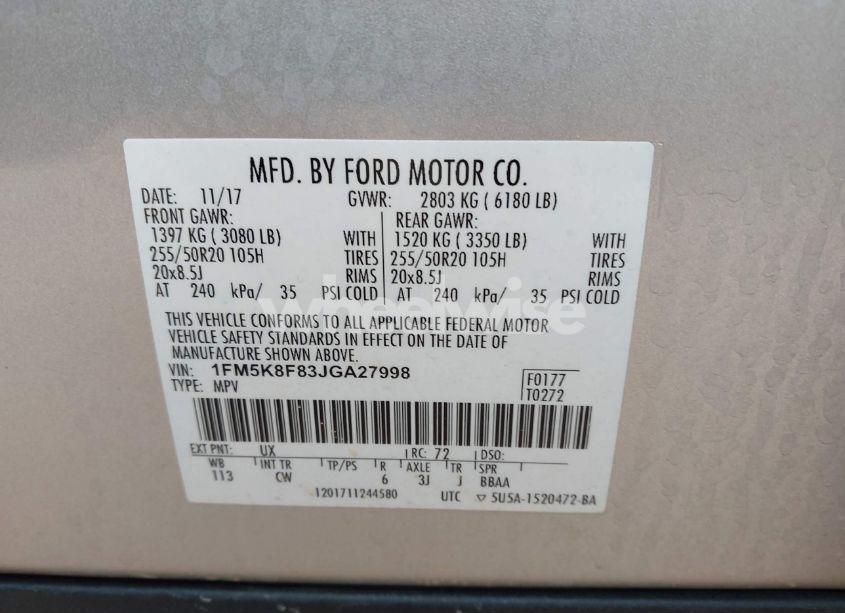 MFD. BY FORD MOTOR CO.
DATE: 11/17 GVWR: 2803 KG ( 6180 LB)
FRONT GAWR: REAR GAWR:
1397 KG ( 3080 LB) WITH 1520 KG ( 3350 LB) WITH
255/50R20 105H TIRES 255/50R20 105H TIRES
20x8.5J RIMS 20x8.5J RIMS
AT 240 kPa/ 35 PSI COLD AT 240 kPa/ 35 PSI COLD
wheelwise
THIS VEHICLE CONFORMS TO ALL APPLICABLE FEDERAL MOTOR
VEHICLE SAFETY STANDARDS IN EFFECT ON THE DATE OF
MANUFACTURE SHOWN ABOVE.
VIN: 1FM5K8F83JGA27998
TYPE: MPV
F0177
T0272
EXT PNT: UX RC: 72 DSO:
WB INT TR TP/PS R AXLE TR SPR
113 CW 6 3J J BBAA
1201711244580 UTC ▽ 5U5A-1520472-BA